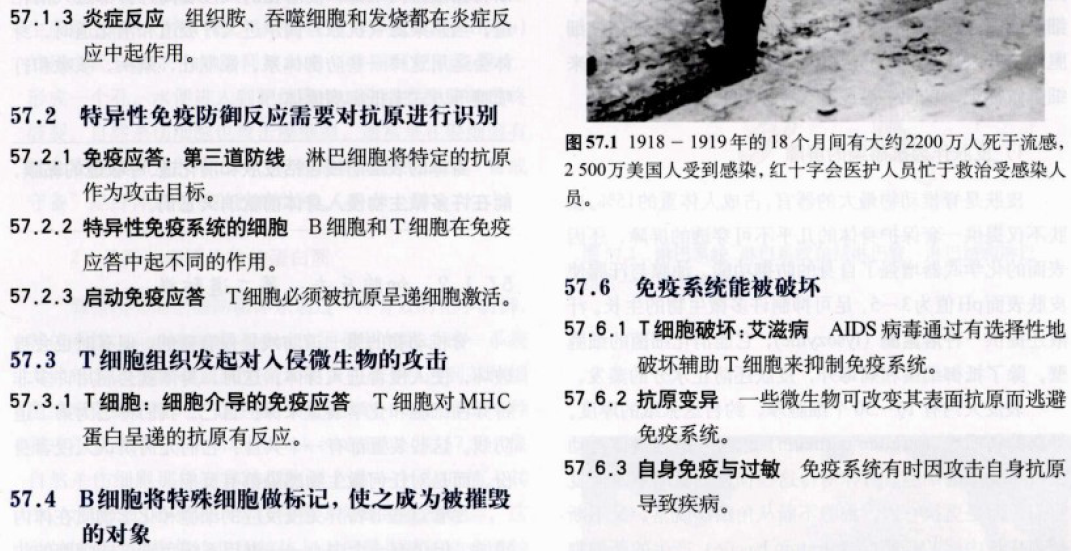 57.1.3 炎症反应 组织胺、吞噬细胞和发烧都在炎症反
应中起作用。
57.2 特异性免疫防御反应需要对抗原进行识别
57.2.1 免疫应答：第三道防线 淋巴细胞将特定的抗原
作为攻击目标。
57.2.2 特异性免疫系统的细胞 B细胞和T细胞在免疫
应答中起不同的作用。
57.2.3 启动免疫应答 T细胞必须被抗原呈递细胞激活。
57.3 T细胞组织发起对入侵微生物的攻击
57.3.1 T细胞：细胞介导的免疫应答 T细胞对MHC
蛋白呈递的抗原有反应。
57.4 B细胞将特殊细胞做标记，使之成为被摧毁
的对象
图57.1 1918－1919年的18个月间有大约2200万人死于流感，
2 500万美国人受到感染，红十字会医护人员忙于救治受感染人
员。
57.6 免疫系统能被破坏
57.6.1 T细胞破坏：艾滋病 AIDS病毒通过有选择性地
破坏辅助T细胞来抑制免疫系统。
57.6.2 抗原变异 一些微生物可改变其表面抗原而逃避
免疫系统。
57.6.3 自身免疫与过敏 免疫系统有时因攻击自身抗原
导致疾病。